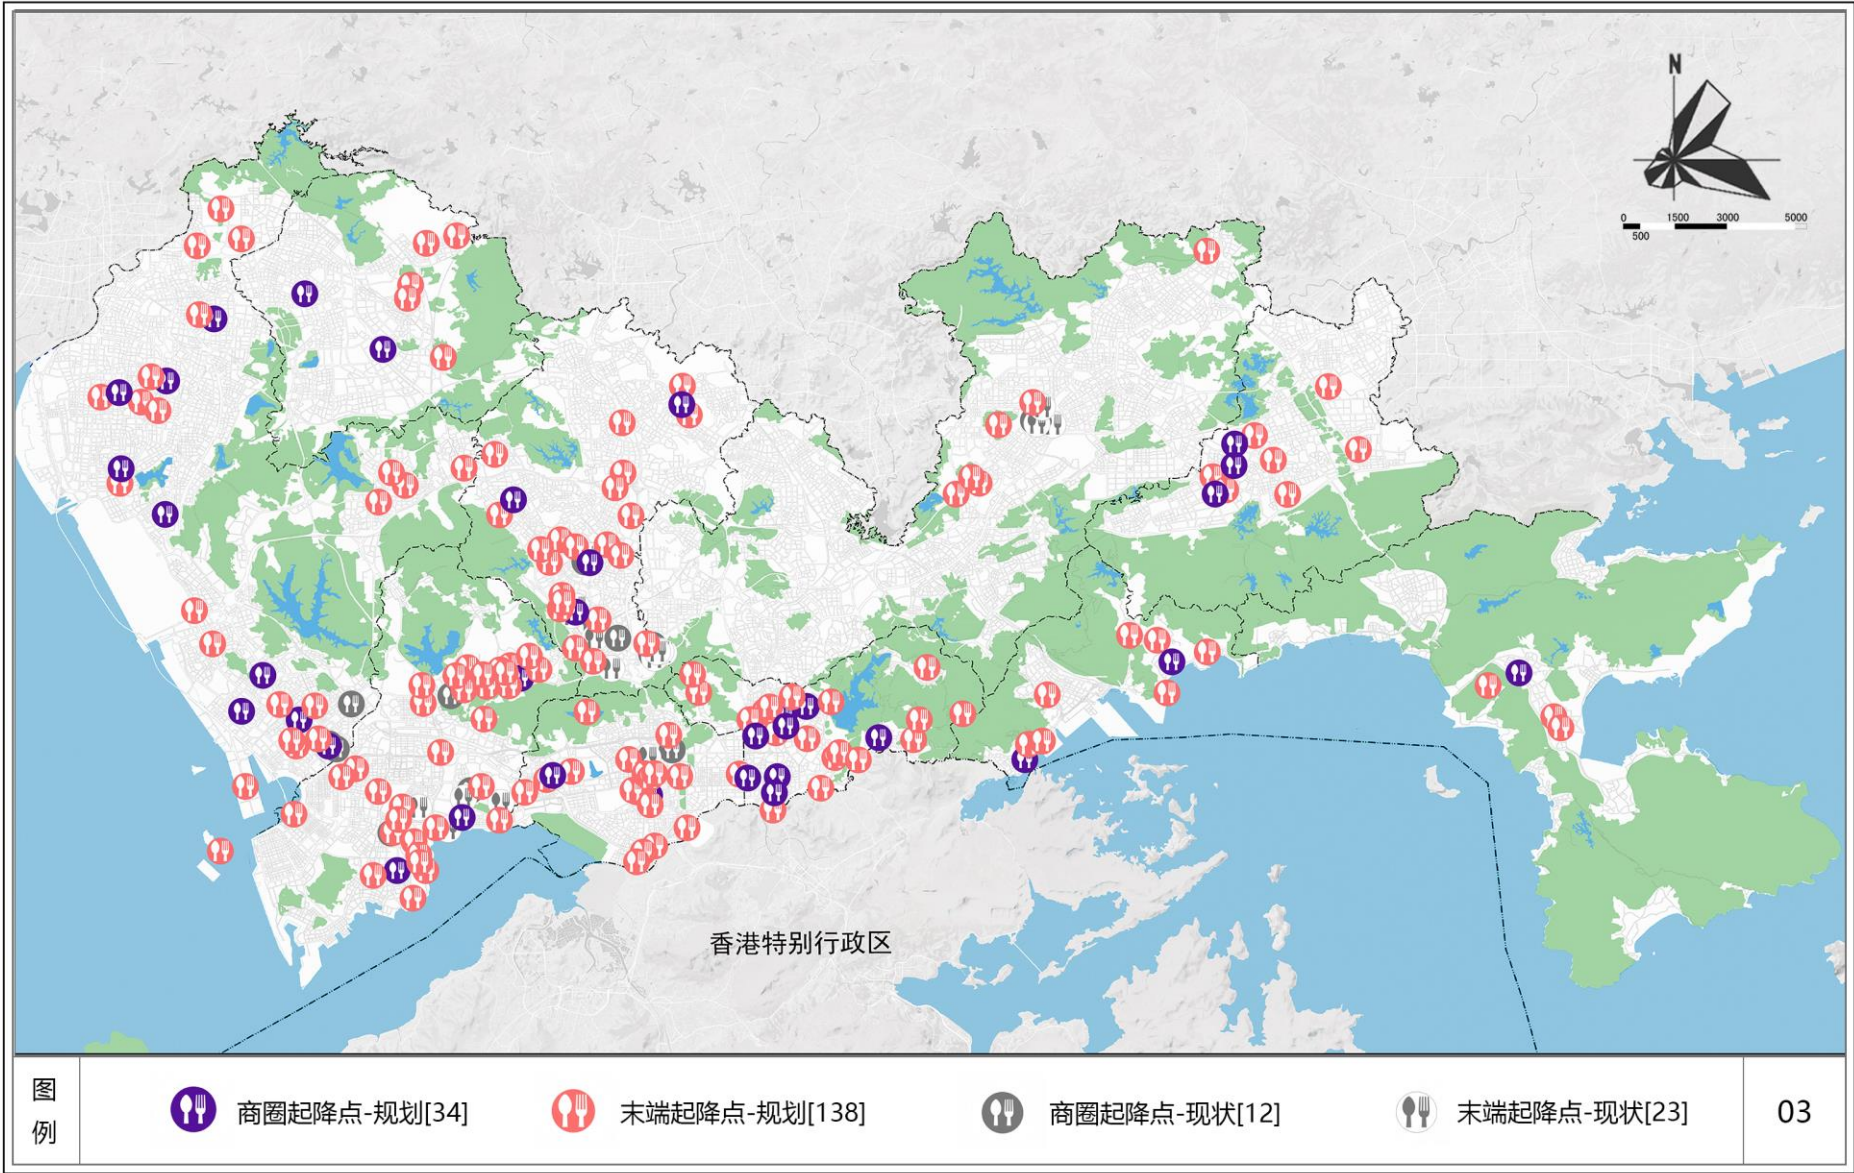 N
0 1500 3000 5000
500
香港特别行政区
图例
商圈起降点-规划[34]
末端起降点-规划[138]
商圈起降点-现状[12]
末端起降点-现状[23]
03